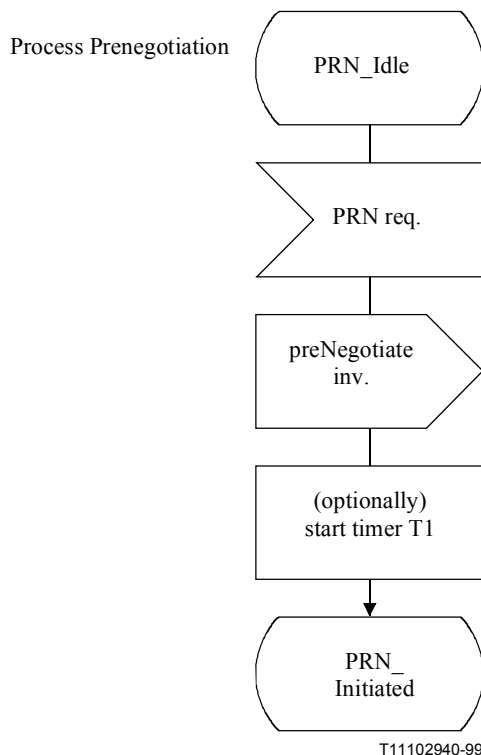 Process Prenegotiation
PRN_Idle
PRN req.
preNegotiate
inv.
(optionally)
start timer T1
PRN_
Initiated
T11102940-99